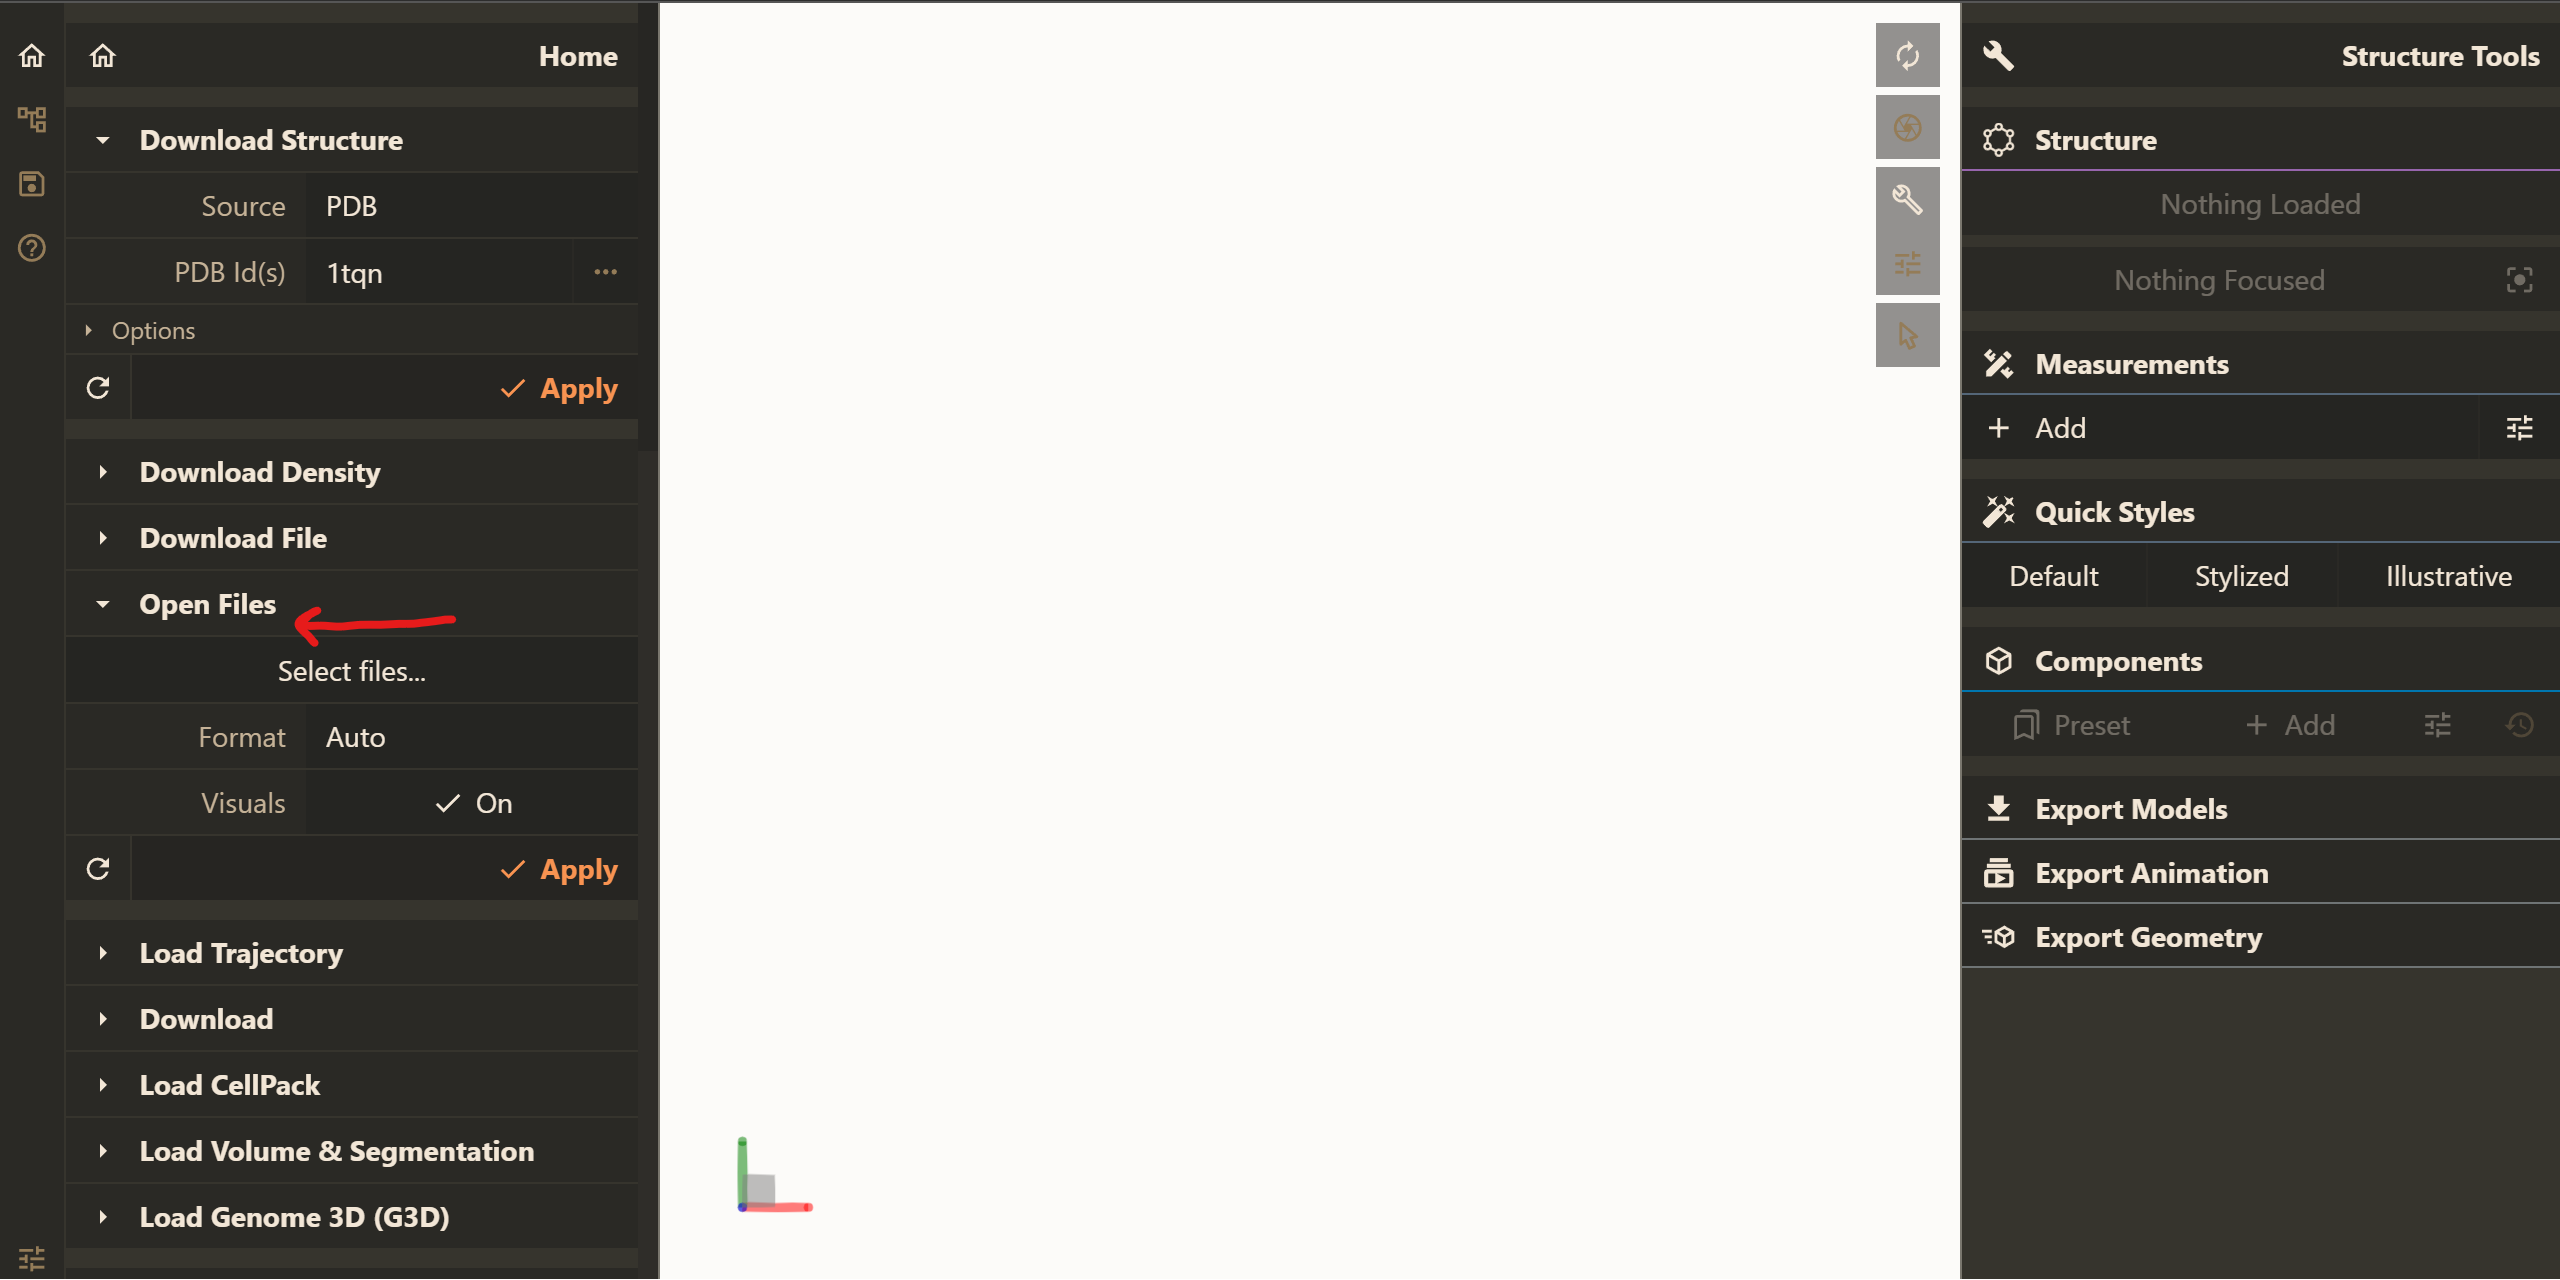 Home
Download Structure
Source PDB
PDB Id(s) 1tqn ...
Options
Apply
Download Density
Download File
Open Files
Select files...
Format Auto
Visuals On
Apply
Load Trajectory
Download
Load CellPack
Load Volume & Segmentation
Load Genome 3D (G3D)
Structure Tools
Structure
Nothing Loaded
Nothing Focused
Measurements
Add
Quick Styles
Default Stylized Illustrative
Components
Preset Add
Export Models
Export Animation
Export Geometry